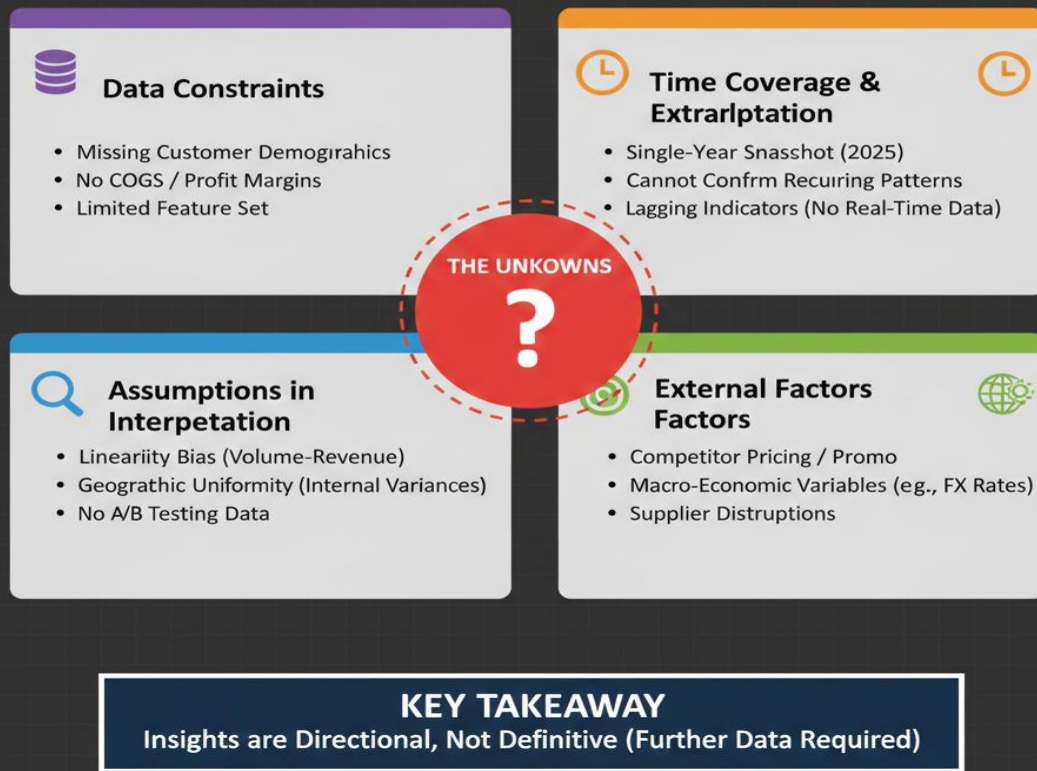 Data Constraints
• Missing Customer Demogırahics
• No COGS / Profit Margins
• Limited Feature Set
Time Coverage &
Extrarlptation
• Single-Year Snasshot (2025)
• Cannot Confrm Recuiring Patterns
• Lagging Indicators (No Real-Time Data)
THE UNKOWNS
?
Assumptions in
Interpetation
• Lineariity Bias (Volume-Revenue)
• Geograthic Uniformity (Internal Variances)
• No A/B Testing Data
External Factors
Factors
• Competitor Pricing / Promo
• Macro-Economic Variables (eg., FX Rates)
• Supplier Distruptions
KEY TAKEAWAY
Insights are Directional, Not Definitive (Further Data Required)